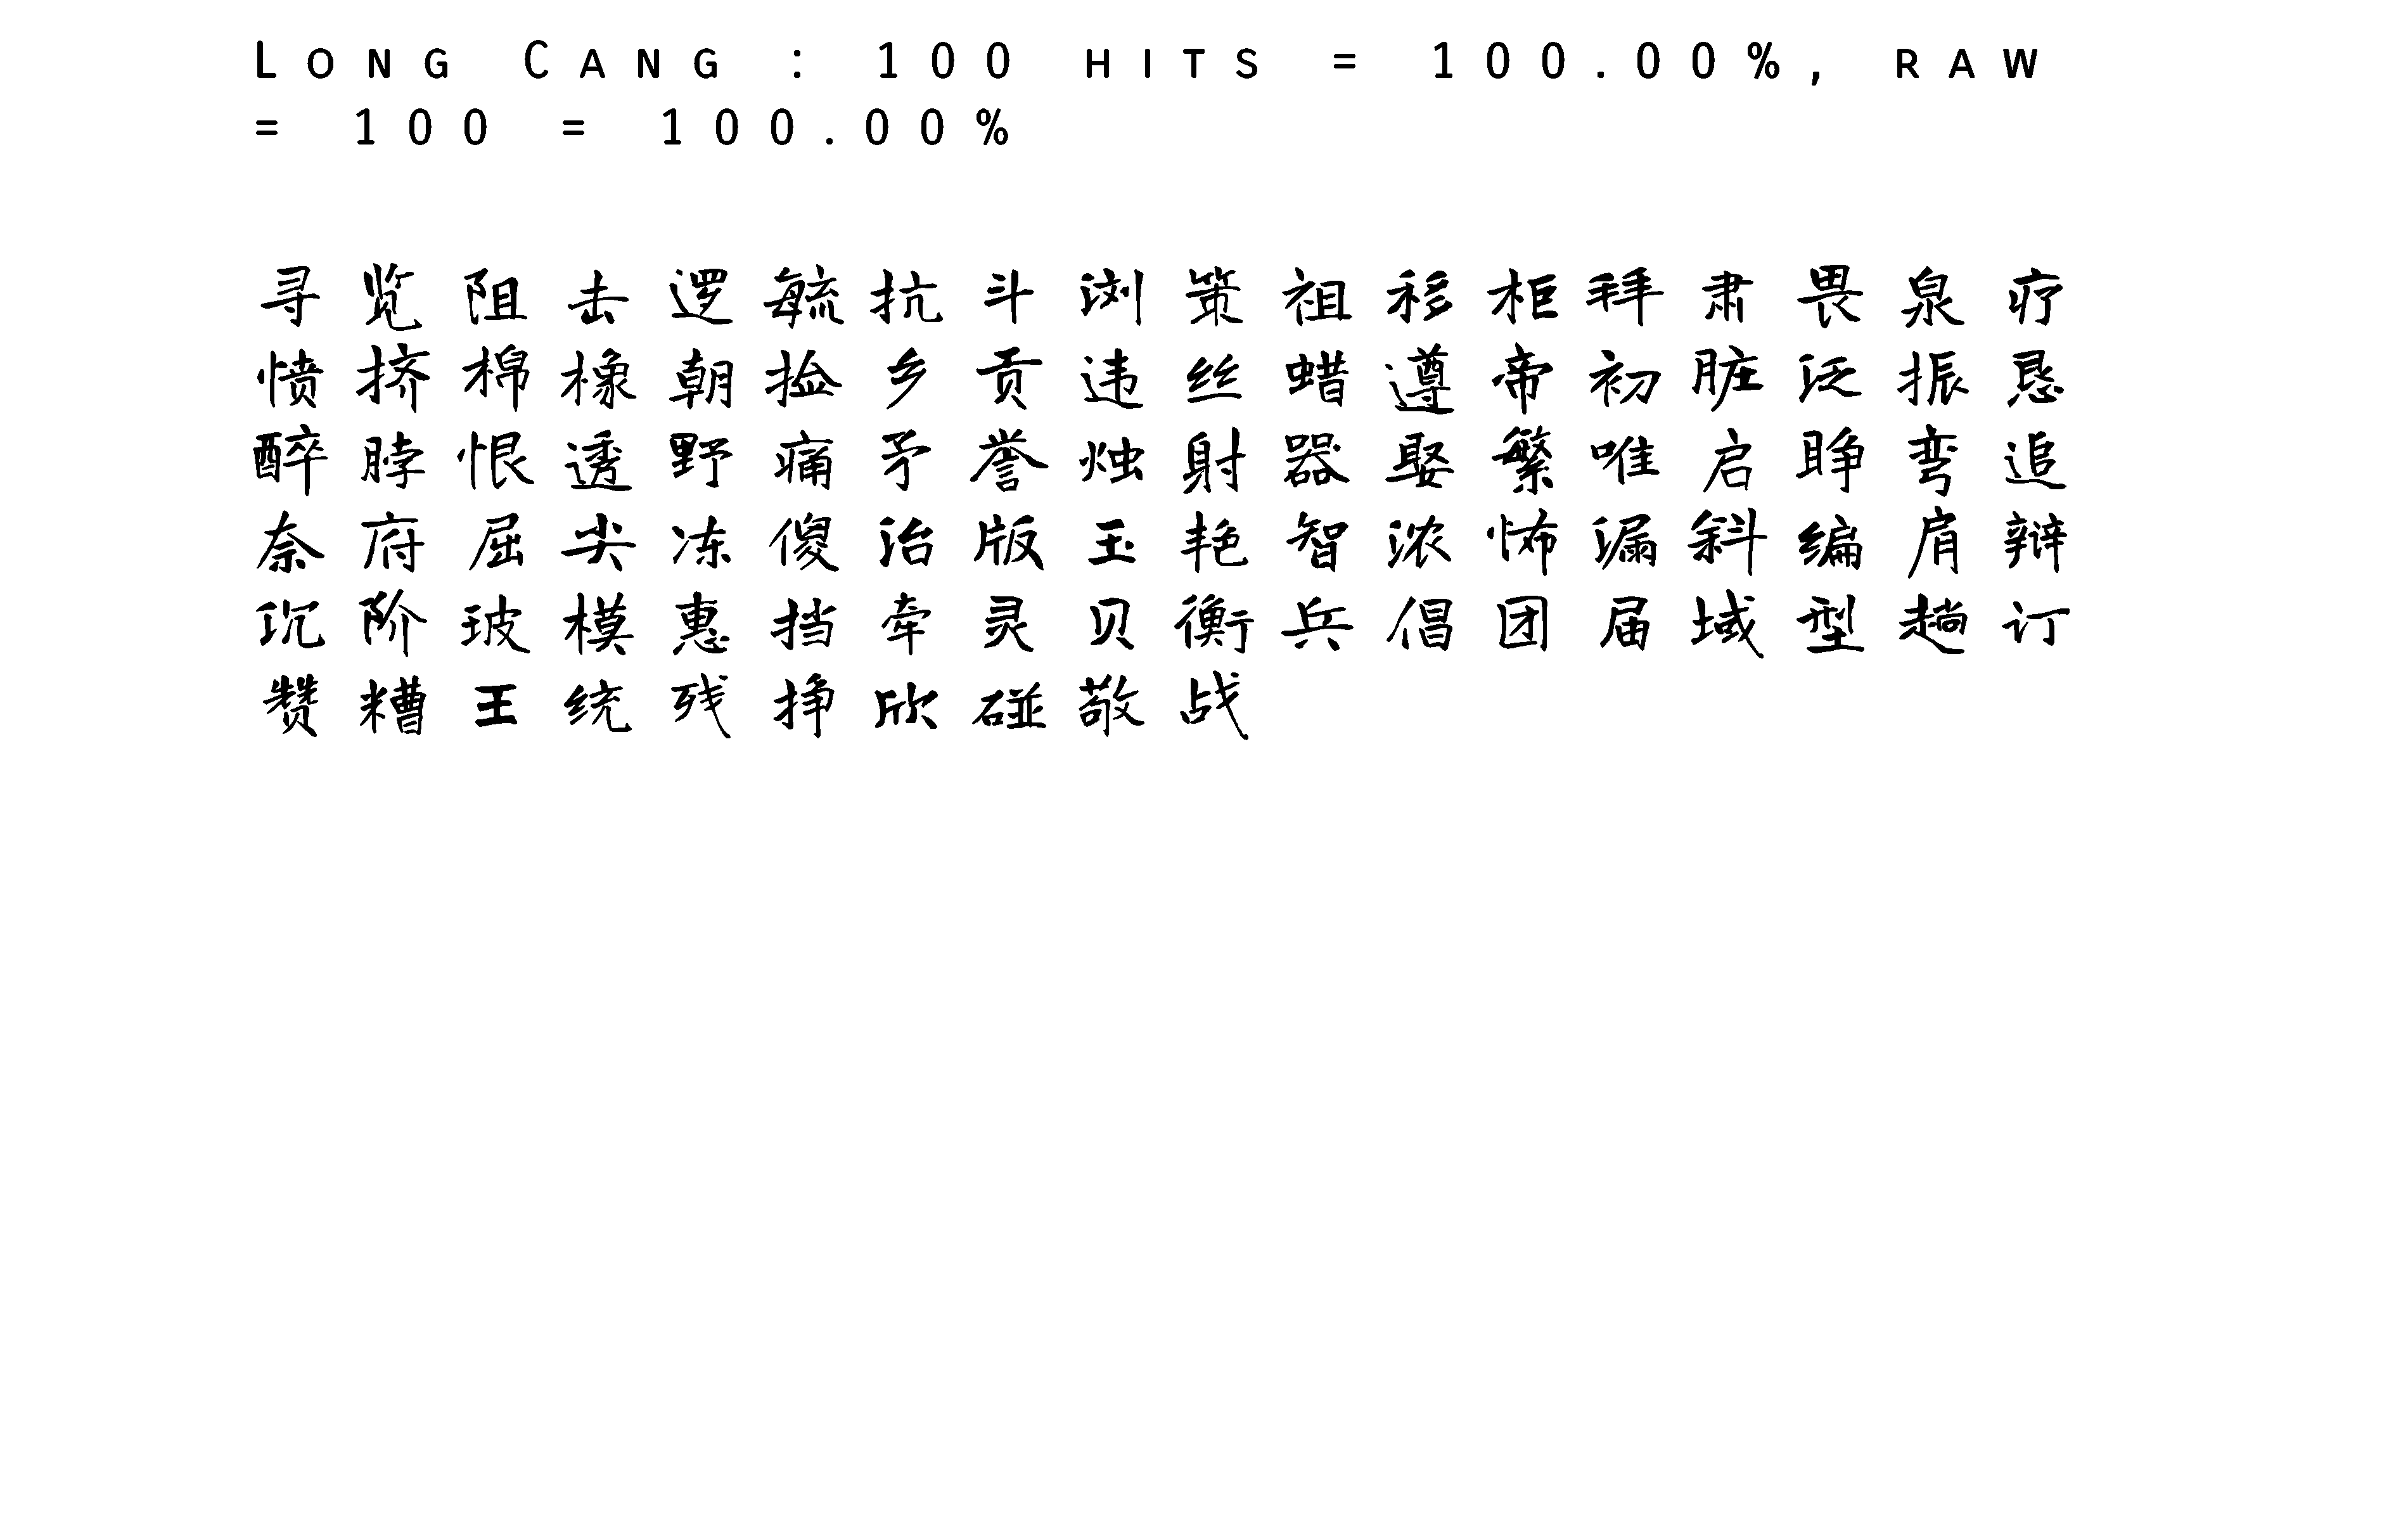 Long Cang : 100 hits = 100.00%, raw
= 100 = 100.00%
寻览阻击逻毓抗斗浏策祖移柜拜肃畏泉疗
愤挤棉橡朝捡乡贡违丝蜡遵帝初脏泛振恳
醉脖恨透野痛矛誉烛射器娶繁唯启睁弯追
奈府屈尖冻傻治版玉艳智浓怖漏斜编肩辩
沉阶玻模惠挡牵灵贝衡兵倡团届域型趟订
赞糟王统残挣欣碰敬战